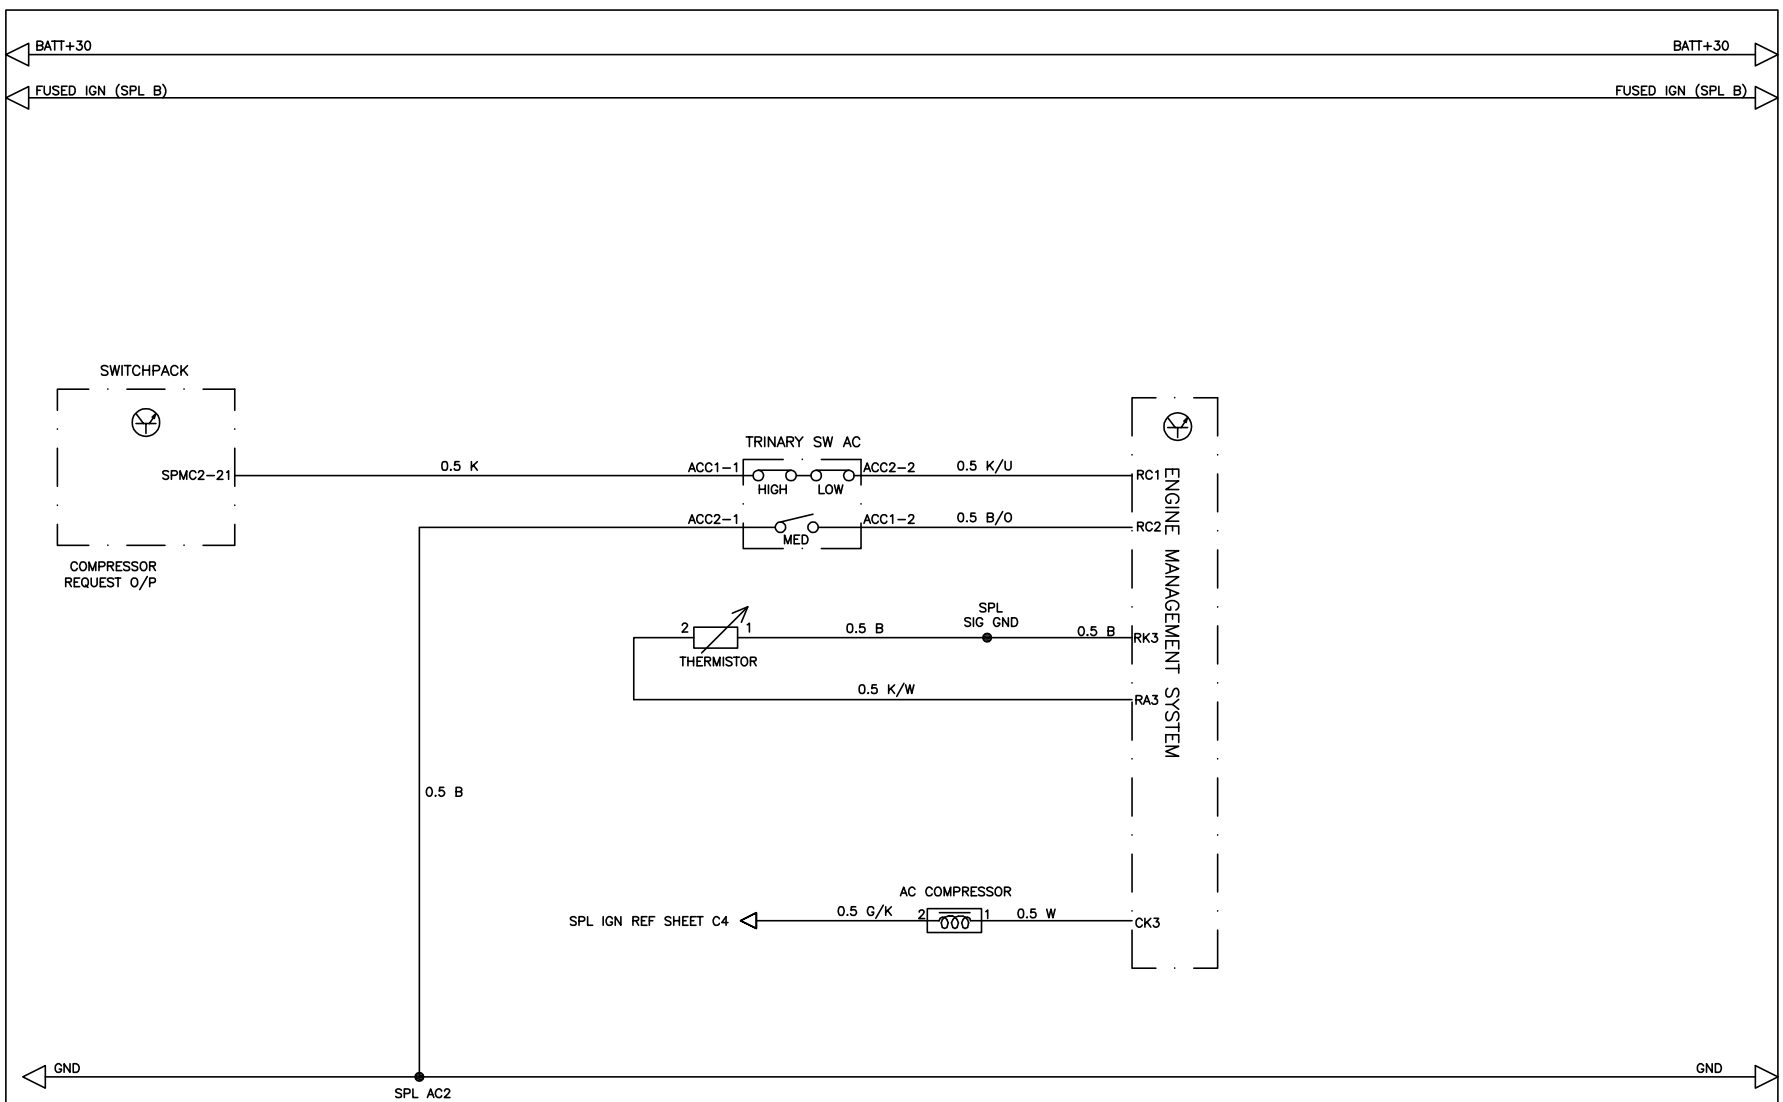 BATT+30
BATT+30
FUSED IGN (SPL B)
FUSED IGN (SPL B)
SWITCHPACK
SPMC2-21
COMPRESSOR
REQUEST O/P
0.5 K
TRINARY SW AC
ACC1-1
HIGH
LOW
ACC2-2
0.5 K/U
RC1
ACC2-1
MED
ACC1-2
0.5 B/O
RC2
ENGINE MANAGEMENT SYSTEM
2
1
THERMISTOR
0.5 B
SPL
SIG GND
0.5 B
RK3
0.5 K/W
RA3
0.5 B
AC COMPRESSOR
SPL IGN REF SHEET C4
0.5 G/K
2
1
0.5 W
CK3
GND
GND
SPL AC2